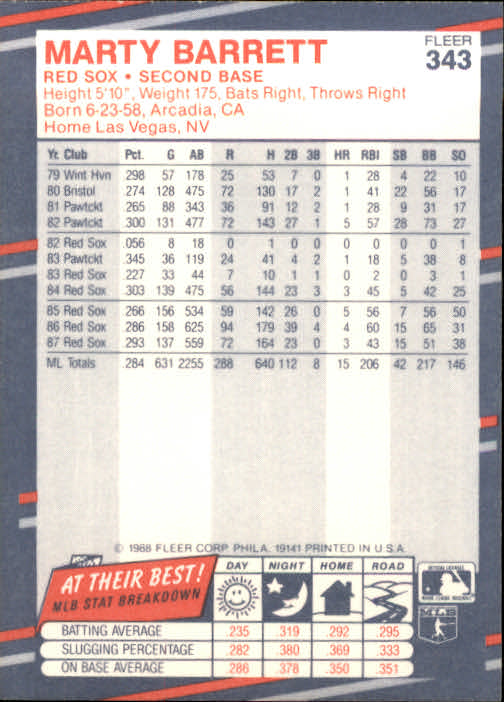 MARTY BARRETT
FLEER
343
RED SOX • SECOND BASE
Height 5'10", Weight 175, Bats Right, Throws Right
Born 6-23-58, Arcadia, CA
Home Las Vegas, NV
Yr. Club Pct. G AB R H 2B 3B HR RBI SB BB SO
79 Wint Hvn .298 57 178 25 53 7 0 1 28 4 22 10
80 Bristol .274 128 475 72 130 17 2 1 41 22 56 17
81 Pawtckt .265 88 343 36 91 12 2 1 28 9 31 17
82 Pawtckt .300 131 477 72 143 27 1 5 57 28 73 27
82 Red Sox .056 8 18 0 1 0 0 0 0 0 0 1
83 Pawtckt .345 36 119 24 41 4 2 1 18 5 38 8
83 Red Sox .227 33 44 7 10 1 1 0 2 0 3 1
84 Red Sox .303 139 475 56 144 23 3 3 45 5 42 25
85 Red Sox .266 156 534 59 142 26 0 5 56 7 56 50
86 Red Sox .286 158 625 94 179 39 4 4 60 15 65 31
87 Red Sox .293 137 559 72 164 23 0 3 43 15 51 38
ML Totals .284 631 2255 288 640 112 8 15 206 42 217 146
© 1988 FLEER CORP. PHILA. 19141 PRINTED IN U.S.A.
AT THEIR BEST!
MLB STAT BREAKDOWN
DAY NIGHT HOME ROAD
BATTING AVERAGE .235 .319 .292 .295
SLUGGING PERCENTAGE .282 .380 .369 .333
ON BASE AVERAGE .286 .378 .350 .351
MLB